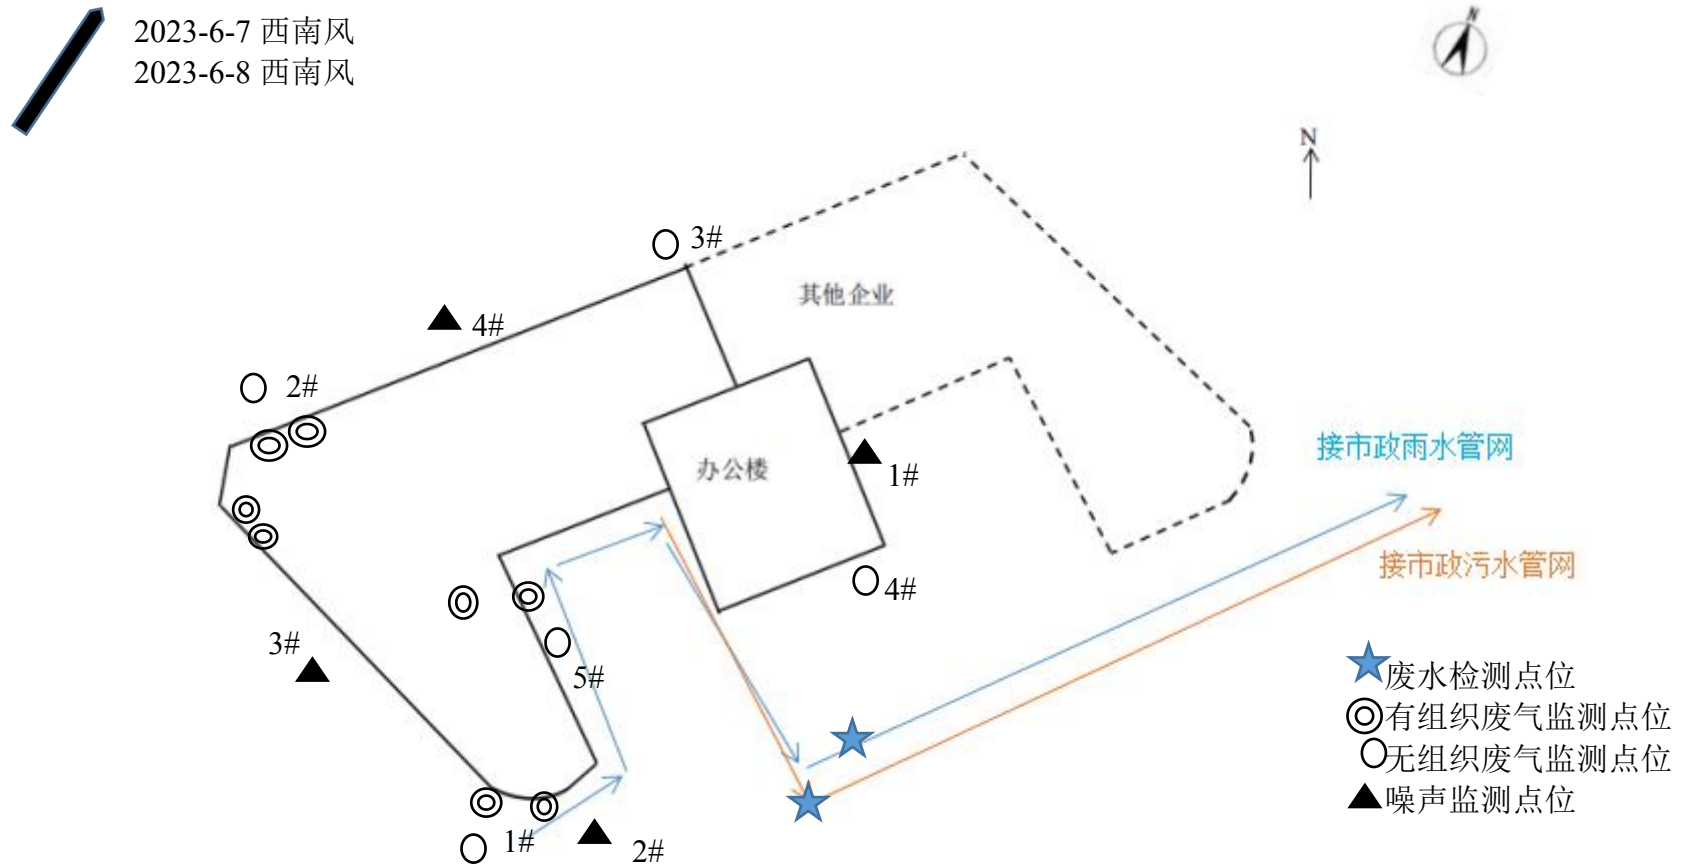 2023-6-7 西南风
2023-6-8 西南风
N
N
3#
其他企业
4#
2#
接市政雨水管网
办公楼
1#
接市政污水管网
4#
3#
5#
废水检测点位
有组织废气监测点位
无组织废气监测点位
噪声监测点位
1#
2#